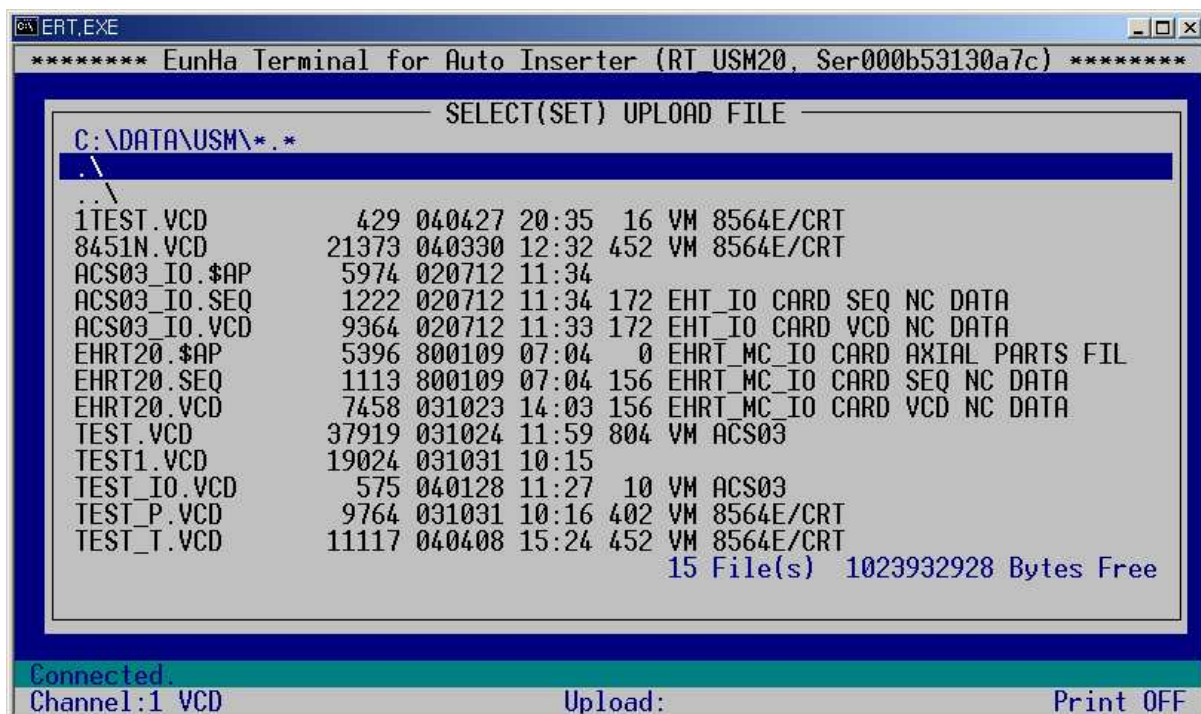 ERT.EXE
******** EunHa Terminal for Auto Inserter (RT_USM20, Ser000b53130a7c) ********
SELECT(SET) UPLOAD FILE
C:\DATA\USM\*.*
.\
..\
1TEST.VCD 429 040427 20:35 16 VM 8564E/CRT
8451N.VCD 21373 040330 12:32 452 VM 8564E/CRT
ACS03_IO.$AP 5974 020712 11:34
ACS03_IO.SEQ 1222 020712 11:34 172 EHT_IO CARD SEQ NC DATA
ACS03_IO.VCD 9364 020712 11:33 172 EHT_IO CARD VCD NC DATA
EHRT20.$AP 5396 800109 07:04 0 EHRT_MC_IO CARD AXIAL PARTS FIL
EHRT20.SEQ 1113 800109 07:04 156 EHRT_MC_IO CARD SEQ NC DATA
EHRT20.VCD 7458 031023 14:03 156 EHRT_MC_IO CARD VCD NC DATA
TEST.VCD 37919 031024 11:59 804 VM ACS03
TEST1.VCD 19024 031031 10:15
TEST_IO.VCD 575 040128 11:27 10 VM ACS03
TEST_P.VCD 9764 031031 10:16 402 VM 8564E/CRT
TEST_T.VCD 11117 040408 15:24 452 VM 8564E/CRT
15 File(s) 1023932928 Bytes Free
Connected.
Channel:1 VCD Upload: Print OFF